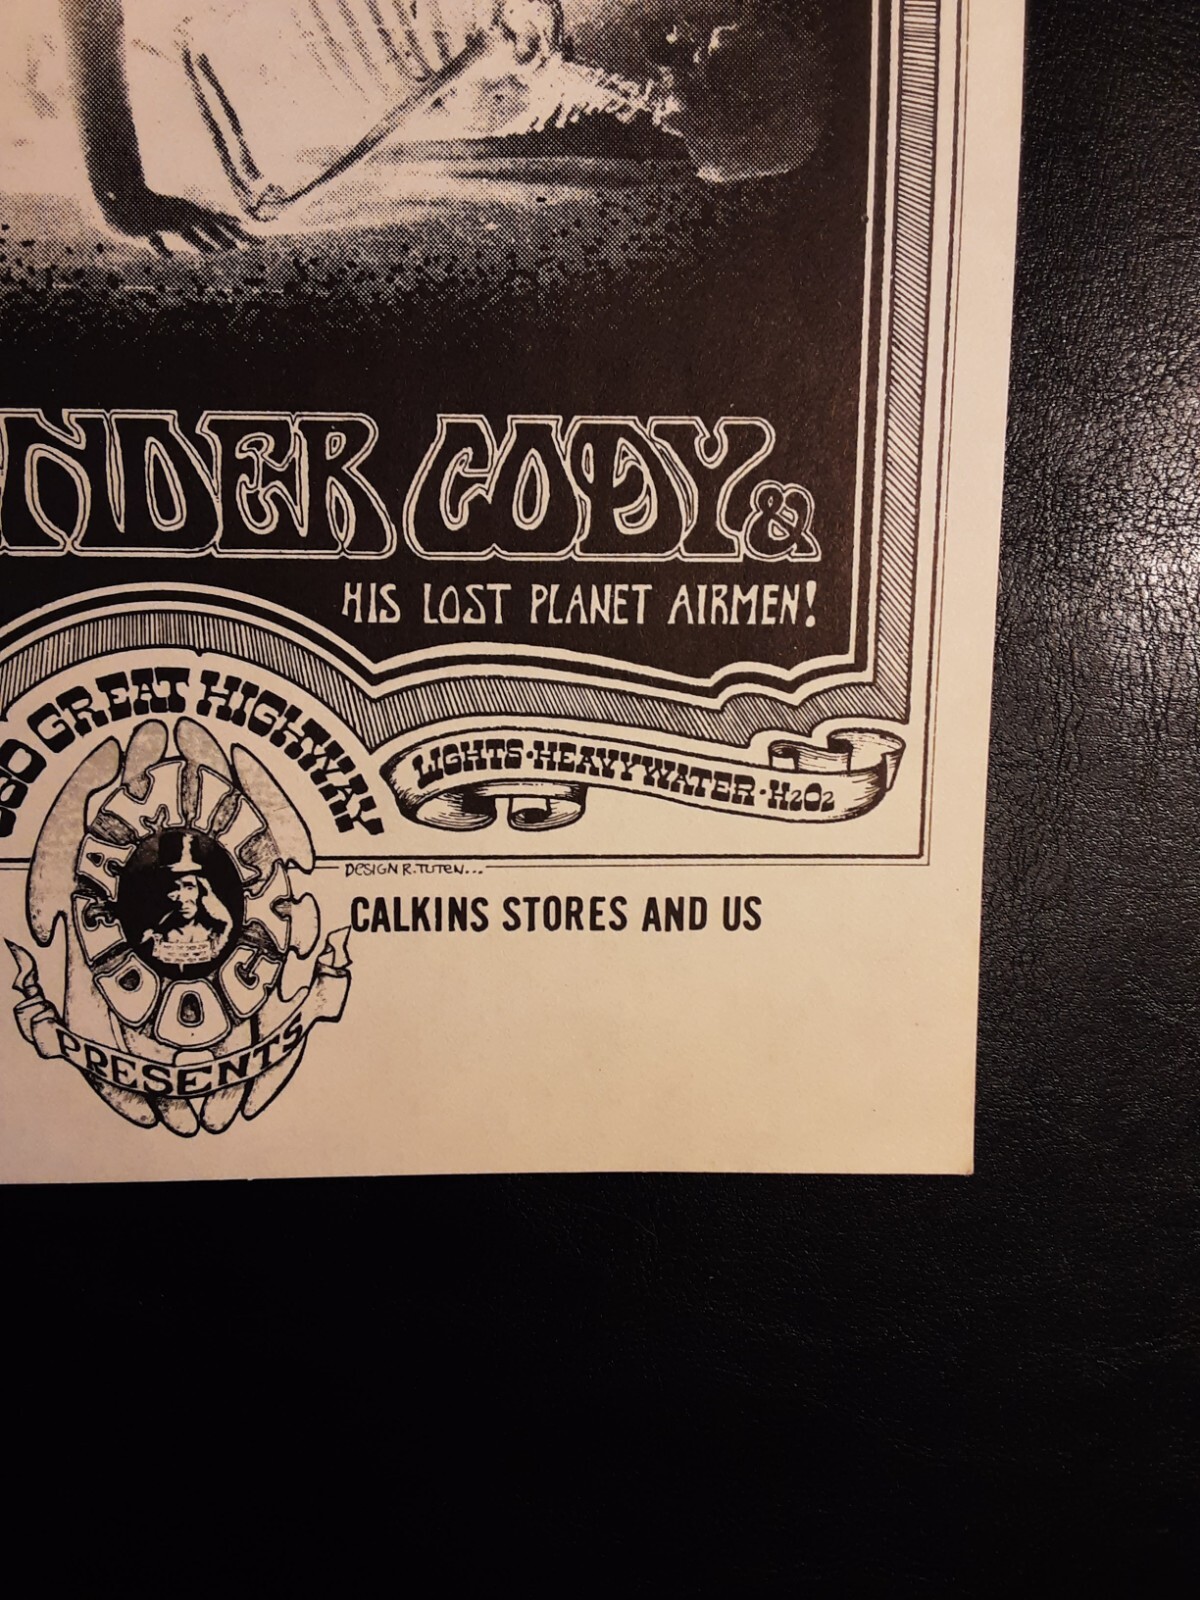 NDER CODY &
HIS LOST PLANET AIRMEN!
GREAT HIGHWAY
LIGHTS · HEAVYWATER · H2O2
FAMILY
DOG
PRESENTS
DESIGN R. TUTEN...
CALKINS STORES AND US